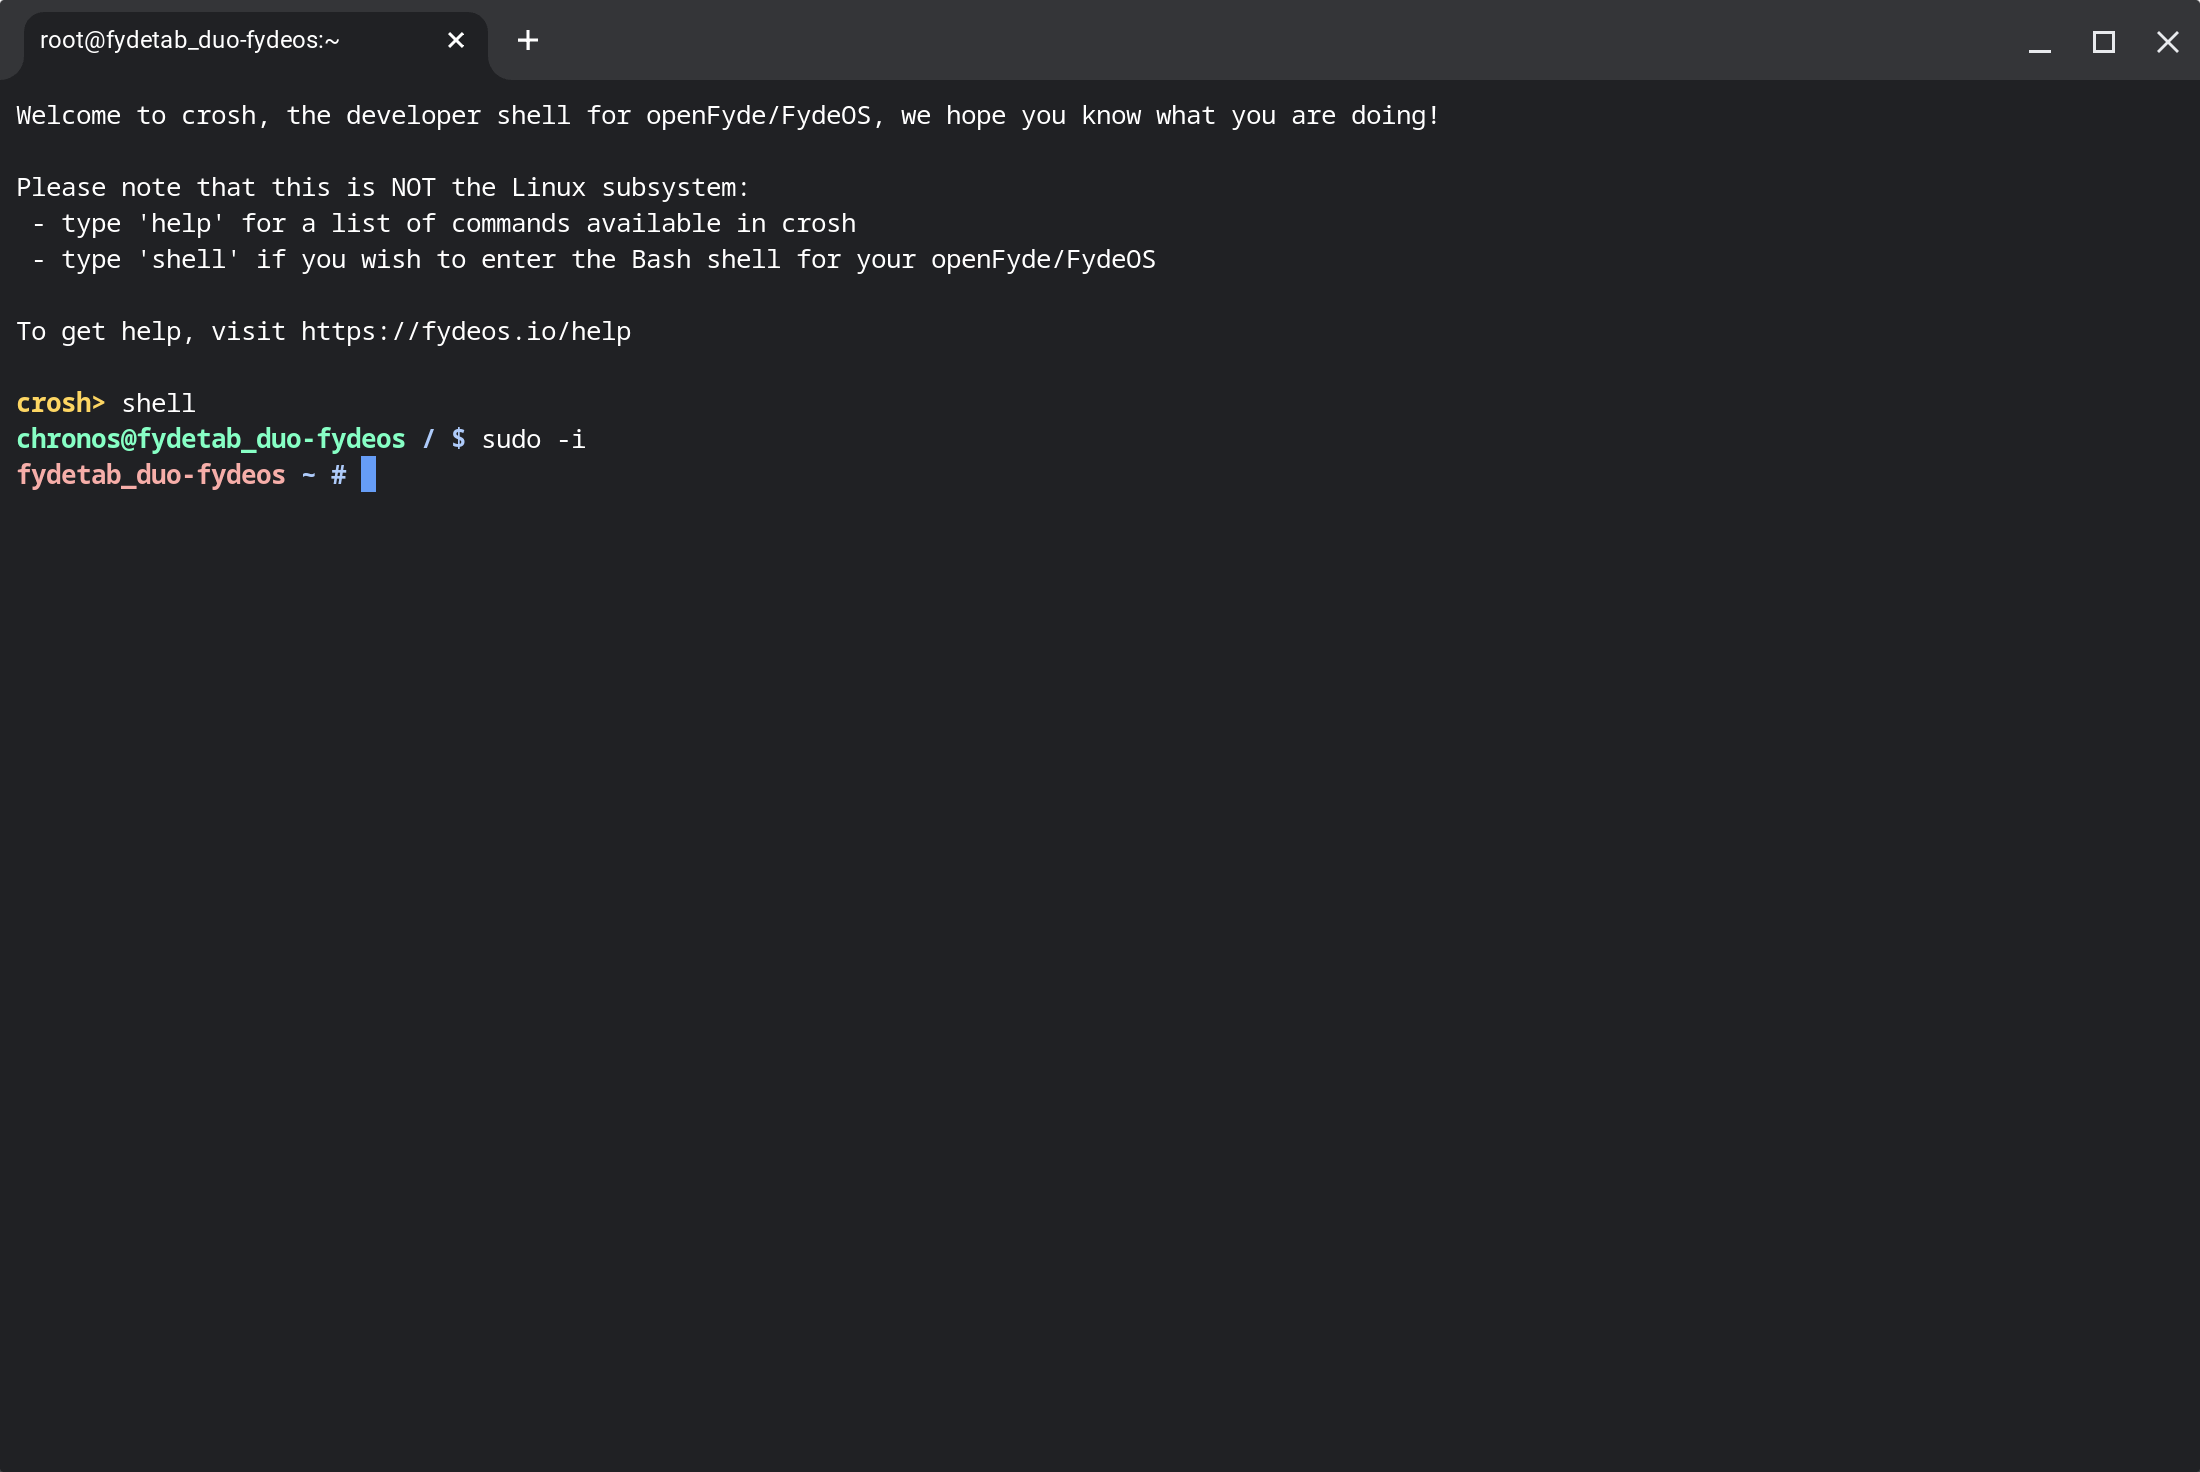 root@fydetab_duo-fydeos:~
Welcome to crosh, the developer shell for openFyde/FydeOS, we hope you know what you are doing!
Please note that this is NOT the Linux subsystem:
 - type 'help' for a list of commands available in crosh
 - type 'shell' if you wish to enter the Bash shell for your openFyde/FydeOS
To get help, visit https://fydeos.io/help
crosh> shell
chronos@fydetab_duo-fydeos / $ sudo -i
fydetab_duo-fydeos ~ #